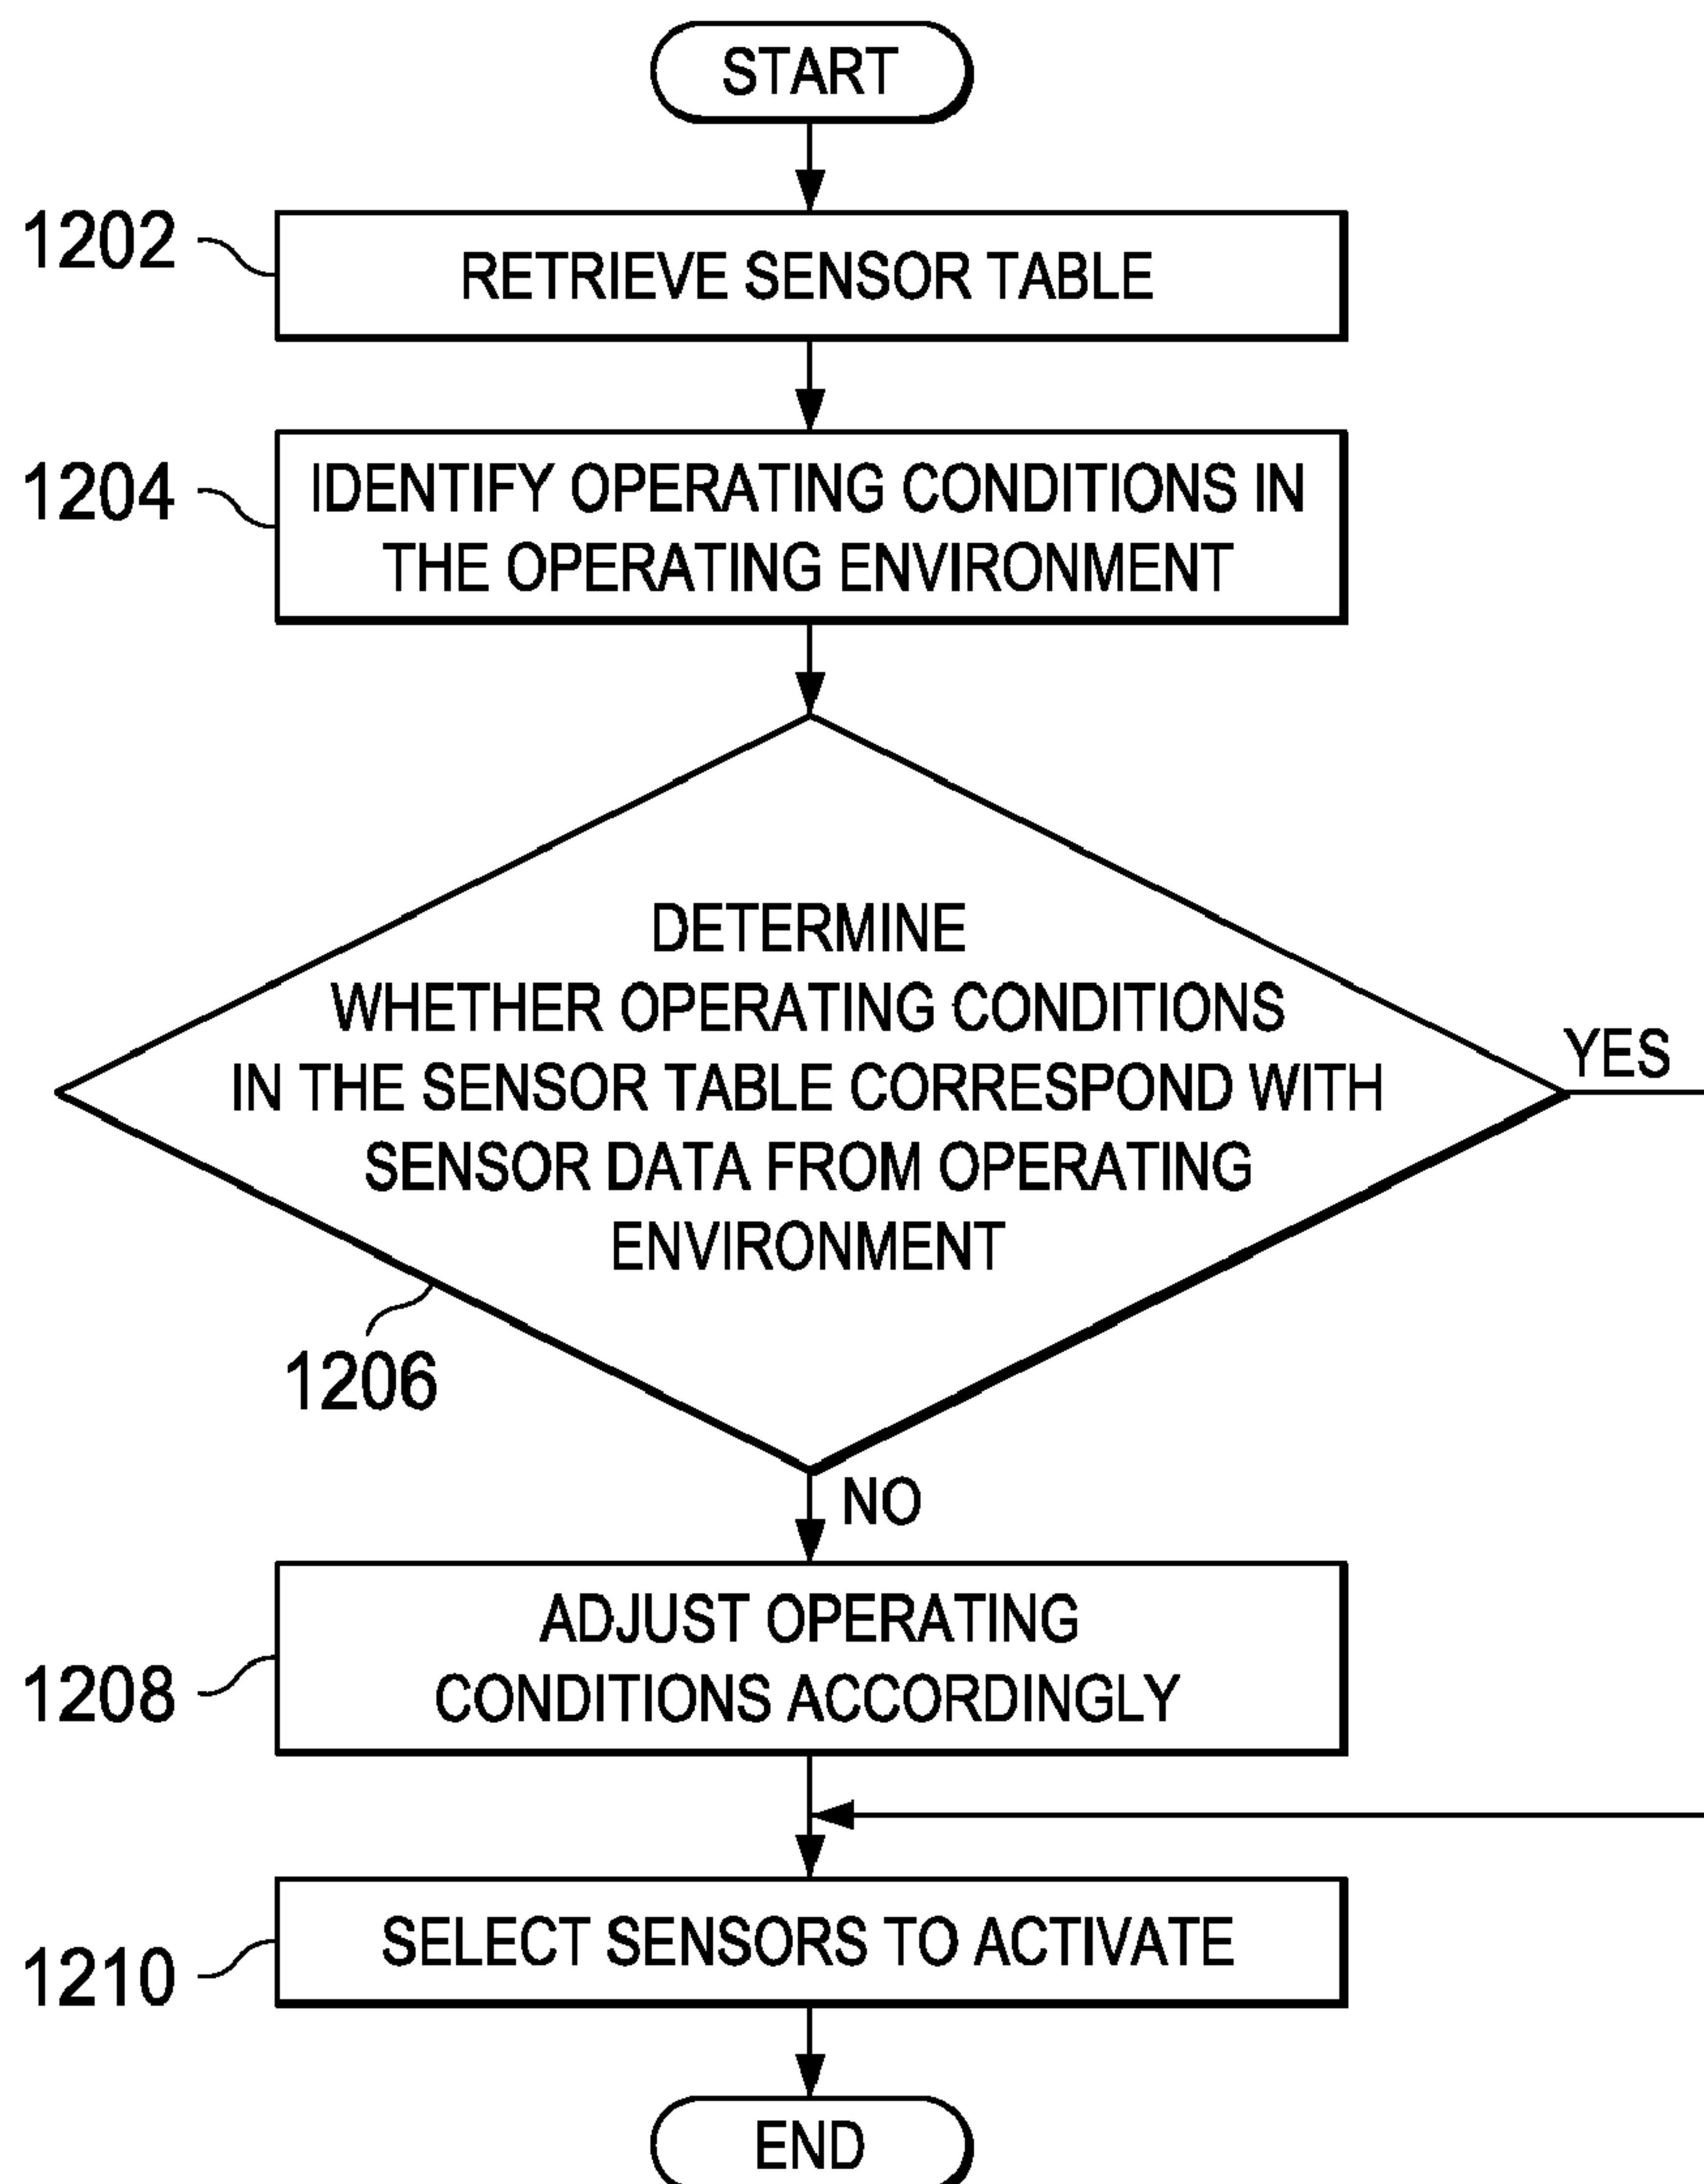 START
1202
RETRIEVE SENSOR TABLE
1204
IDENTIFY OPERATING CONDITIONS IN
THE OPERATING ENVIRONMENT
DETERMINE
WHETHER OPERATING CONDITIONS
IN THE SENSOR TABLE CORRESPOND WITH
SENSOR DATA FROM OPERATING
ENVIRONMENT
YES
1206
NO
ADJUST OPERATING
CONDITIONS ACCORDINGLY
1208
SELECT SENSORS TO ACTIVATE
1210
END